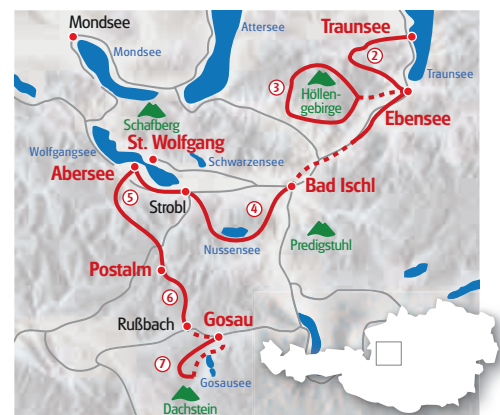 Mondsee
Mondsee
Attersee
Traunsee
②
Traunsee
③
Höllen-
gebirge
Ebensee
Schafberg
St. Wolfgang
Wolfgangsee
Schwarzensee
Abersee
Bad Ischl
⑤
Strobl
④
Nussensee
Predigstuhl
Postalm
⑥
Rußbach
Gosau
⑦
Gosausee
Dachstein